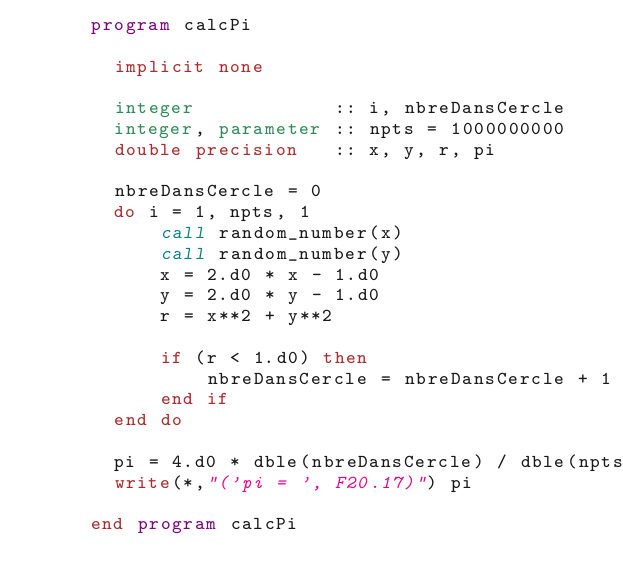 program calcPi
implicit none
integer :: i, nbreDansCercle
integer, parameter :: npts = 1000000000
double precision :: x, y, r, pi
nbreDansCercle = 0
do i = 1, npts, 1
call random_number(x)
call random_number(y)
x = 2.d0 * x - 1.d0
y = 2.d0 * y - 1.d0
r = x**2 + y**2
if (r < 1.d0) then
nbreDansCercle = nbreDansCercle + 1
end if
end do
pi = 4.d0 * dble(nbreDansCercle) / dble(npts
write(*,"('pi = ', F20.17)") pi
end program calcPi